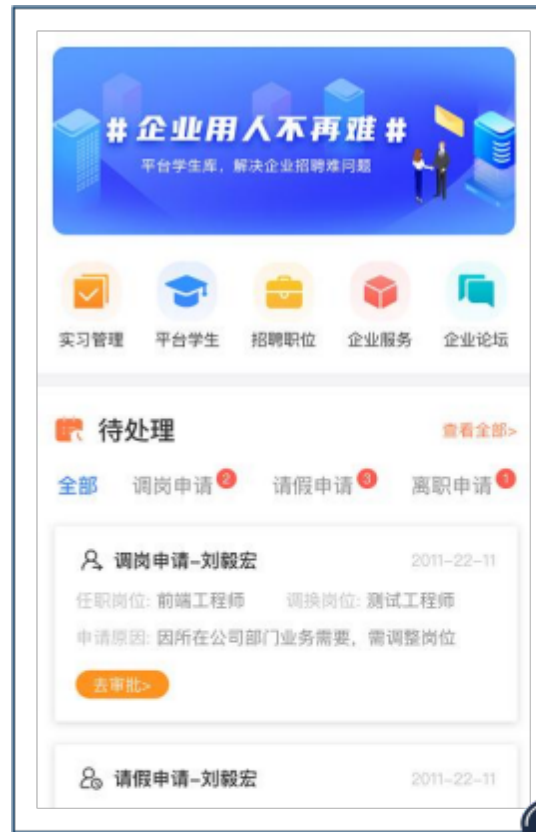 #企业用人不再难#
平台学生库，解决企业招聘难问题
实习管理 平台学生 招聘职位 企业服务 企业论坛
待处理 查看全部>
全部 调岗申请 2 请假申请 3 离职申请 1
调岗申请-刘毅宏 2011-22-11
任职岗位: 前端工程师 调换岗位: 测试工程师
申请原因: 因所在公司部门业务需要，需调整岗位
去审批>
请假申请-刘毅宏 2011-22-11